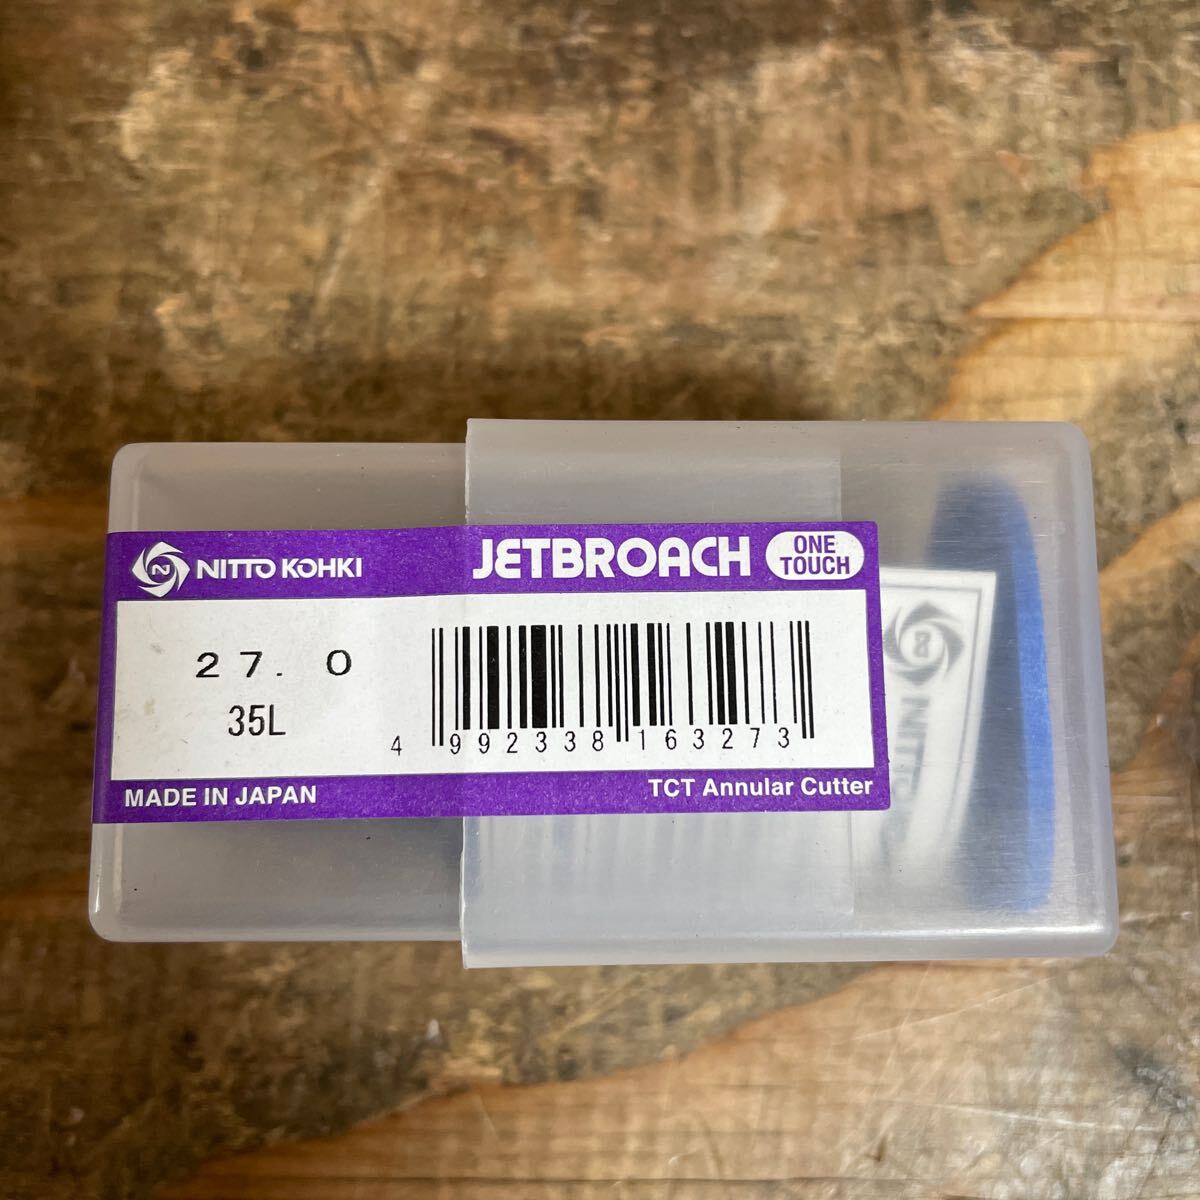 NITTO KOHKI
JETBROACH
ONE
TOUCH
27.0
35L
4 992338 163273
MADE IN JAPAN
TCT Annular Cutter